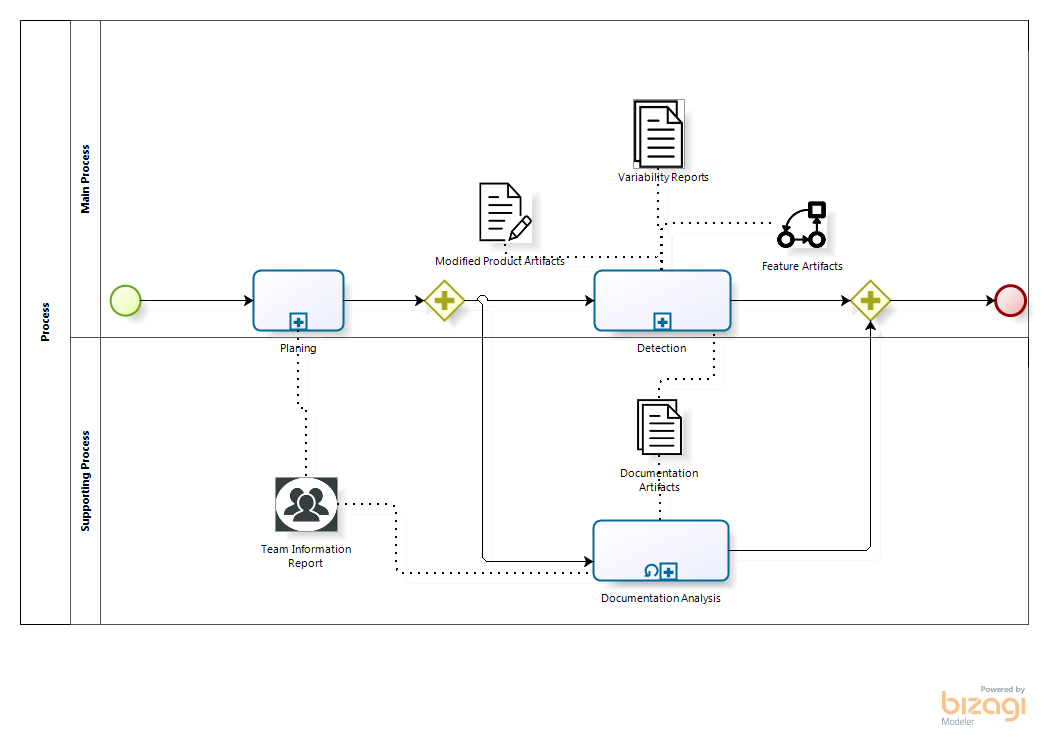 Process
Main Process
Supporting Process
Variability Reports
Modified Product Artifacts
Feature Artifacts
Planing
Detection
Documentation
Artifacts
Team Information
Report
Documentation Analysis
Powered by
bizagi
Modeler